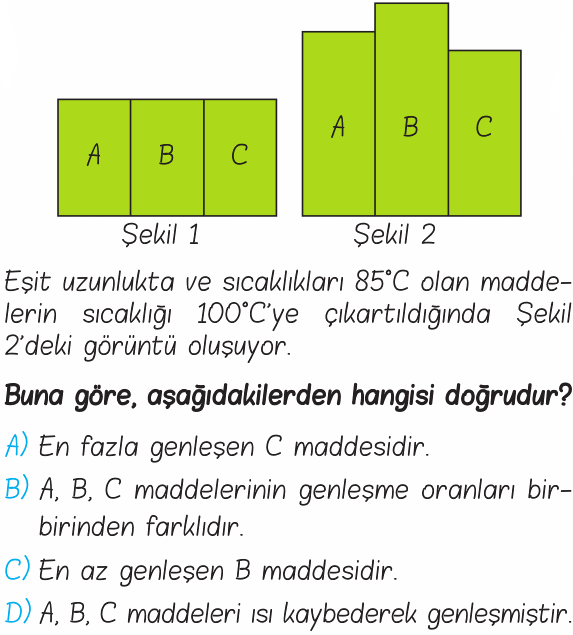 A B C
A B C
Şekil 1 Şekil 2
Eşit uzunlukta ve sıcaklıkları 85°C olan madde-
lerin sıcaklığı 100°C'ye çıkartıldığında Şekil
2'deki görüntü oluşuyor.
Buna göre, aşağıdakilerden hangisi doğrudur?
A) En fazla genleşen C maddesidir.
B) A, B, C maddelerinin genleşme oranları bir-
birinden farklıdır.
C) En az genleşen B maddesidir.
D) A, B, C maddeleri ısı kaybederek genleşmiştir.